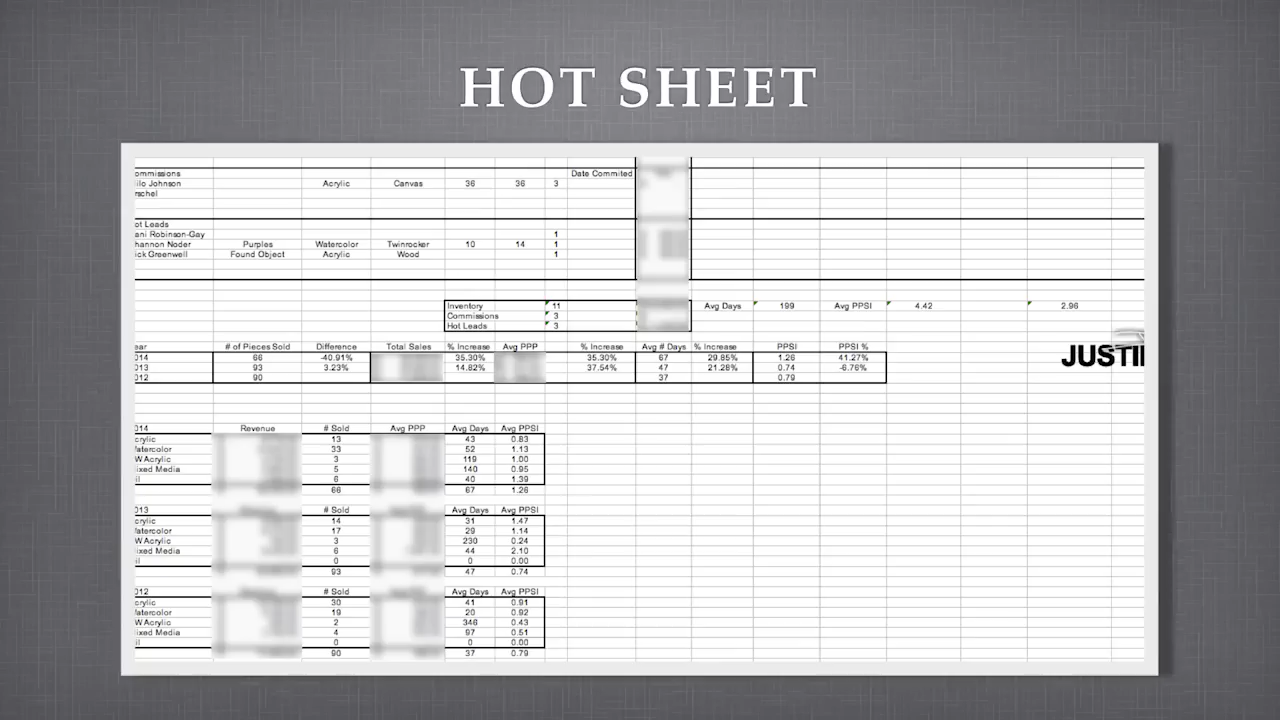 HOT SHEET
ommissions Date Commited
ilo Johnson Acrylic Canvas 36 36 3
rschel
ot Leads
ani Robinson-Gay 1
hannon Noder Purples Watercolor Twinrocker 10 14 1
ick Greenwell Found Object Acrylic Wood 1
Inventory 11 Avg Days 199 Avg PPSI 4.42 2.96
Commissions 3
Hot Leads 3
ear # of Pieces Sold Difference Total Sales % Increase Avg PPP % Increase Avg # Days % Increase PPSI PPSI %
014 66 -40.91% 35.30% 35.30% 67 29.85% 1.26 41.27%
013 93 3.23% 14.82% 37.54% 47 21.28% 0.74 -6.76%
012 90 37 0.79
JUSTI
014 Revenue # Sold Avg PPP Avg Days Avg PPSI
crylic 13 43 0.83
atercolor 33 52 1.13
W Acrylic 3 119 1.00
ixed Media 5 140 0.95
il 6 40 1.39
66 67 1.26
013 # Sold Avg Days Avg PPSI
crylic 14 31 1.47
atercolor 17 29 1.14
W Acrylic 3 230 0.24
ixed Media 6 44 2.10
il 0 0 0.00
93 47 0.74
012 # Sold Avg Days Avg PPSI
crylic 30 41 0.91
atercolor 19 20 0.92
W Acrylic 2 346 0.43
ixed Media 4 97 0.51
il 0 0 0.00
90 37 0.79